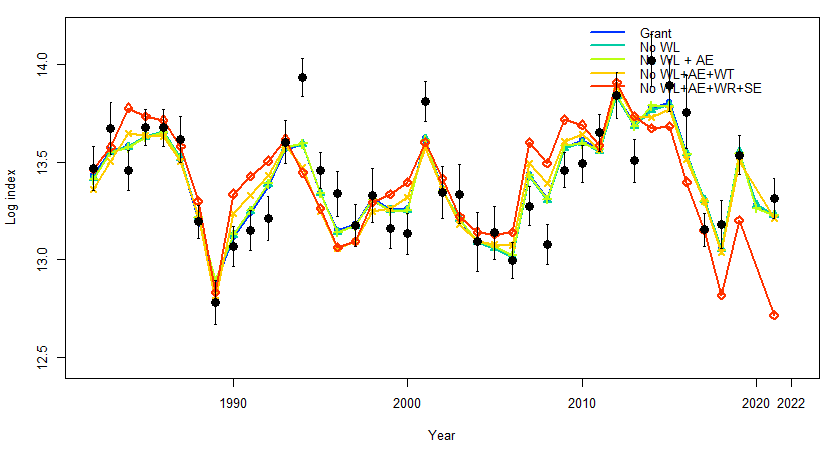 Grant
No WL
No WL + AE
No WL+AE+WT
No WL+AE+WR+SE
14.0
13.5
13.0
12.5
Log index
1990 2000 2010 2020 2022
Year